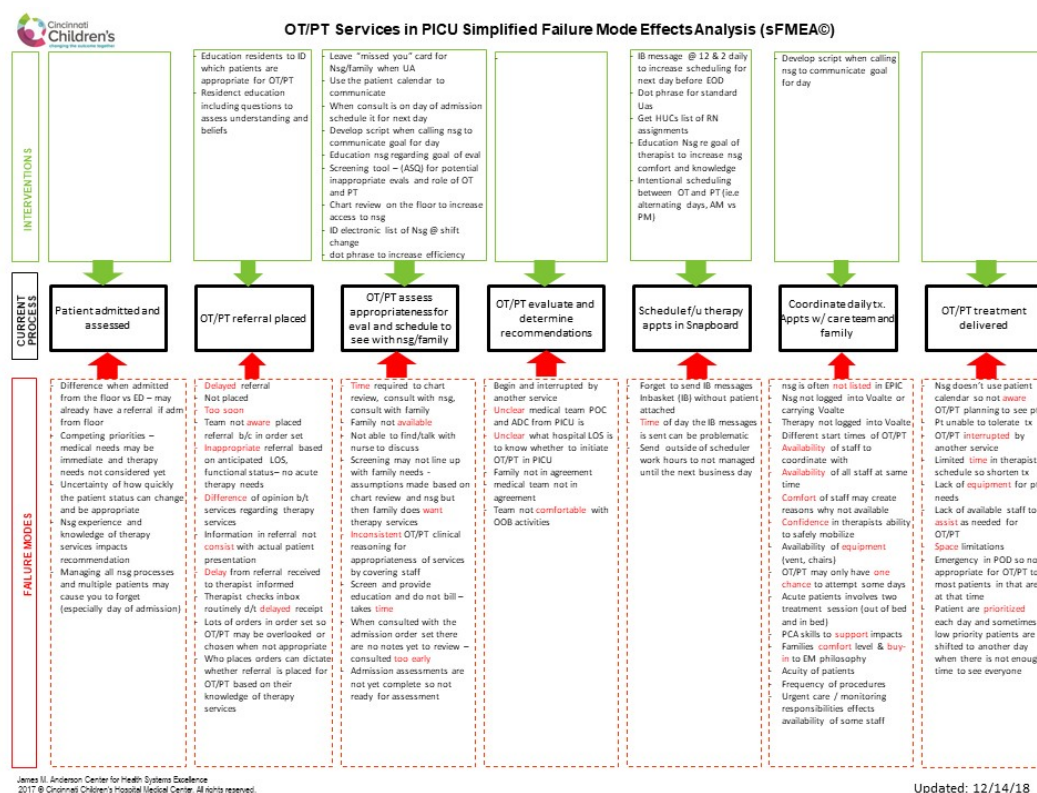 Cincinnati
Children's
changing the outcome together
OT/PT Services in PICU Simplified Failure Mode Effects Analysis (sFMEA©)
INTERVENTIONS
- Education residents to ID
which patients are
appropriate for OT/PT
- Residenct education
including questions to
assess understanding and
beliefs
- Leave "missed you" card for
Nsg/family when UA
- Use the patient calendar to
communicate
- When consult is on day of admission
schedule it for next day
- Develop script when calling nsg to
communicate goal for day
- Education nsg regarding goal of eval
- Screening tool – (ASQ) for potential
inappropriate evals and role of OT
and PT
- Chart review on the floor to increase
access to nsg
- ID electronic list of Nsg @ shift
change
- dot phrase to increase efficiency
-
- IB message @ 12 & 2 daily
to increase scheduling for
next day before EOD
- Dot phrase for standard
Uas
- Get HUCs list of RN
assignments
- Education Nsg re goal of
therapist to increase nsg
comfort and knowledge
- Intentional scheduling
between OT and PT (ie.e
alternating days, AM vs
PM)
- Develop script when calling
nsg to communicate goal
for day
CURRENT
PROCESS
Patient admitted and
assessed
OT/PT referral placed
OT/PT assess
appropriateness for
eval and schedule to
see with nsg/family
OT/PT evaluate and
determine
recommendations
Schedule f/u therapy
appts in Snapboard
Coordinate daily tx.
Appts w/ care team and
family
OT/PT treatment
delivered
FAILURE MODES
Difference when admitted
from the floor vs ED – may
already have a referral if adm
from floor
Competing priorities –
medical needs may be
immediate and therapy
needs not considered yet
Uncertainty of how quickly
the patient status can change
and be appropriate
Nsg experience and
knowledge of therapy
services impacts
recommendation
Managing all nsg processes
and multiple patients may
cause you to forget
(especially day of admission)
Delayed referral
Not placed
Too soon
Team not aware placed
referral b/c in order set
Inappropriate referral based
on anticipated LOS,
functional status– no acute
therapy needs
Difference of opinion b/t
services regarding therapy
services
Information in referral not
consist with actual patient
presentation
Delay from referral received
to therapist informed
Therapist checks inbox
routinely d/t delayed receipt
Lots of orders in order set so
OT/PT may be overlooked or
chosen when not appropriate
Who places orders can dictate
whether referral is placed for
OT/PT based on their
knowledge of therapy
services
Time required to chart
review, consult with nsg,
consult with family
Family not available
Not able to find/talk with
nurse to discuss
Screening may not line up
with family needs -
assumptions made based on
chart review and nsg but
then family does want
therapy services
Inconsistent OT/PT clinical
reasoning for
appropriateness of services
by covering staff
Screen and provide
education and do not bill –
takes time
When consulted with the
admission order set there
are no notes yet to review –
consulted too early
Admission assessments are
not yet complete so not
ready for assessment
Begin and interrupted by
another service
Unclear medical team POC
and ADC from PICU is
Unclear what hospital LOS is
to know whether to initiate
OT/PT in PICU
Family not in agreement
medical team not in
agreement
Team not comfortable with
OOB activities
Forget to send IB messages
Inbasket (IB) without patient
attached
Time of day the IB messages
is sent can be problematic
Send outside of scheduler
work hours to not managed
until the next business day
nsg is often not listed in EPIC
Nsg not logged into Voalte or
carrying Voalte
Therapy not logged into Voalte
Different start times of OT/PT
Availability of staff to
coordinate with
Availability of all staff at same
time
Comfort of staff may create
reasons why not available
Confidence in therapists ability
to safely mobilize
Availability of equipment
(vent, chairs)
OT/PT may only have one
chance to attempt some days
Acute patients involves two
treatment session (out of bed
and in bed)
PCA skills to support impacts
Families comfort level & buy-
in to EM philosophy
Acuity of patients
Frequency of procedures
Urgent care / monitoring
responsibilities effects
availability of some staff
Nsg doesn't use patient
calendar so not aware
OT/PT planning to see pt
Pt unable to tolerate tx
OT/PT interrupted by
another service
Limited time in therapist
schedule so shorten tx
Lack of equipment for pt
needs
Lack of available staff to
assist as needed for
OT/PT
Space limitations
Emergency in POD so no
appropriate for OT/PT to
most patients in that are
at that time
Patient are prioritized
each day and sometimes
low priority patients are
shifted to another day
when there is not enoug
time to see everyone
James M. Anderson Center for Health Systems Excellence
2017 © Cincinnati Children's Hospital Medical Center. All rights reserved.
Updated: 12/14/18